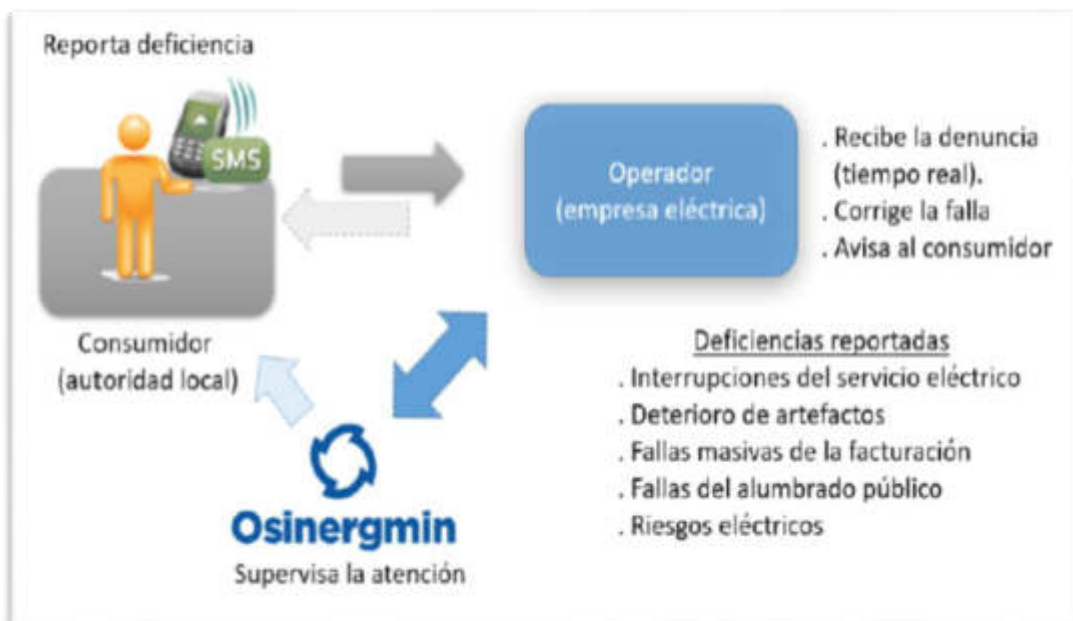 Reporta deficiencia
SMS
Operador
(empresa eléctrica)
. Recibe la denuncia
(tiempo real).
. Corrige la falla
. Avisa al consumidor
Consumidor
(autoridad local)
Deficiencias reportadas
. Interrupciones del servicio eléctrico
. Deterioro de artefactos
. Fallas masivas de la facturación
. Fallas del alumbrado público
. Riesgos eléctricos
Osinergmin
Supervisa la atención